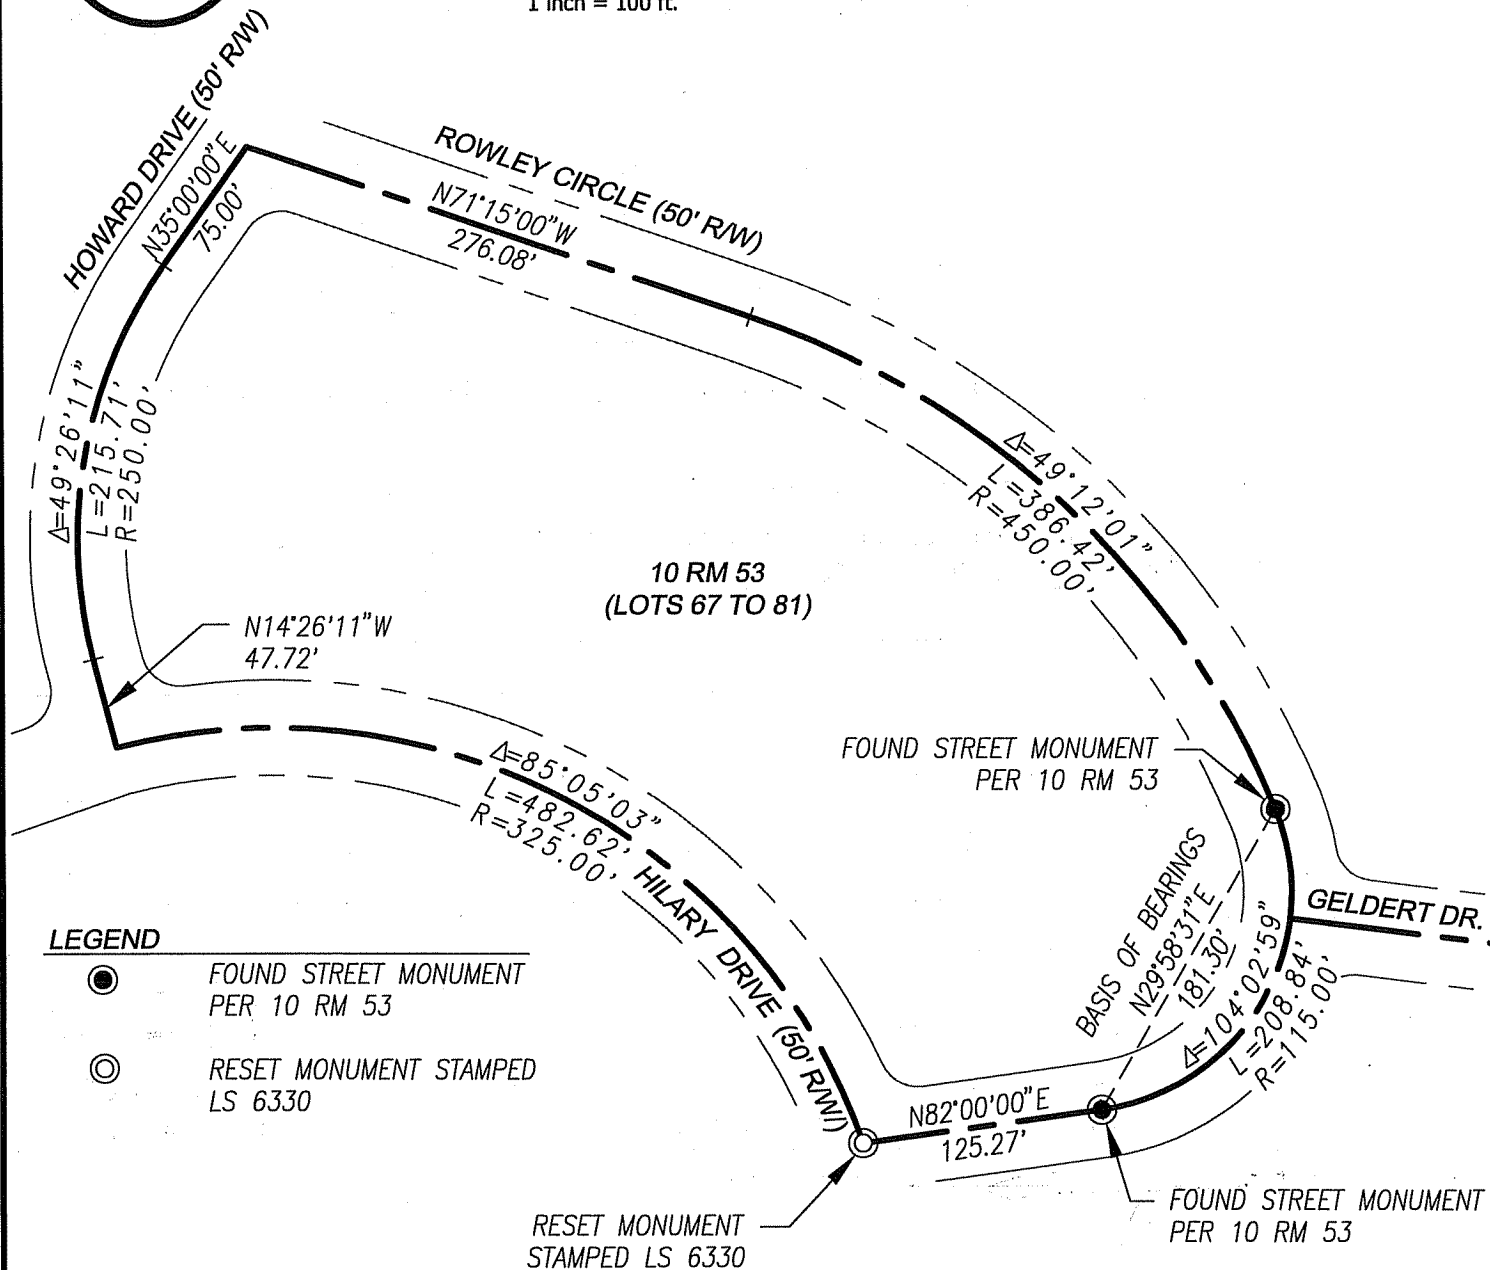 1 inch = 100 ft.
HOWARD DRIVE (50' R/W)
N35°00'00"E
75.00'
ROWLEY CIRCLE (50' R/W)
N71°15'00"W
276.08'
Δ=49°26'11"
L=215.71'
R=250.00'
Δ=49°12'01"
L=386.42'
R=450.00'
10 RM 53
(LOTS 67 TO 81)
N14°26'11"W
47.72'
FOUND STREET MONUMENT
PER 10 RM 53
Δ=85°05'03"
L=482.62'
R=325.00'
HILARY DRIVE (50' R/W)
BASIS OF BEARINGS
N29°58'31"E
181.30'
Δ=104°02'59"
L=208.84'
R=115.00'
GELDERT DR.
LEGEND
FOUND STREET MONUMENT
PER 10 RM 53
RESET MONUMENT STAMPED
LS 6330
N82°00'00"E
125.27'
RESET MONUMENT
STAMPED LS 6330
FOUND STREET MONUMENT
PER 10 RM 53